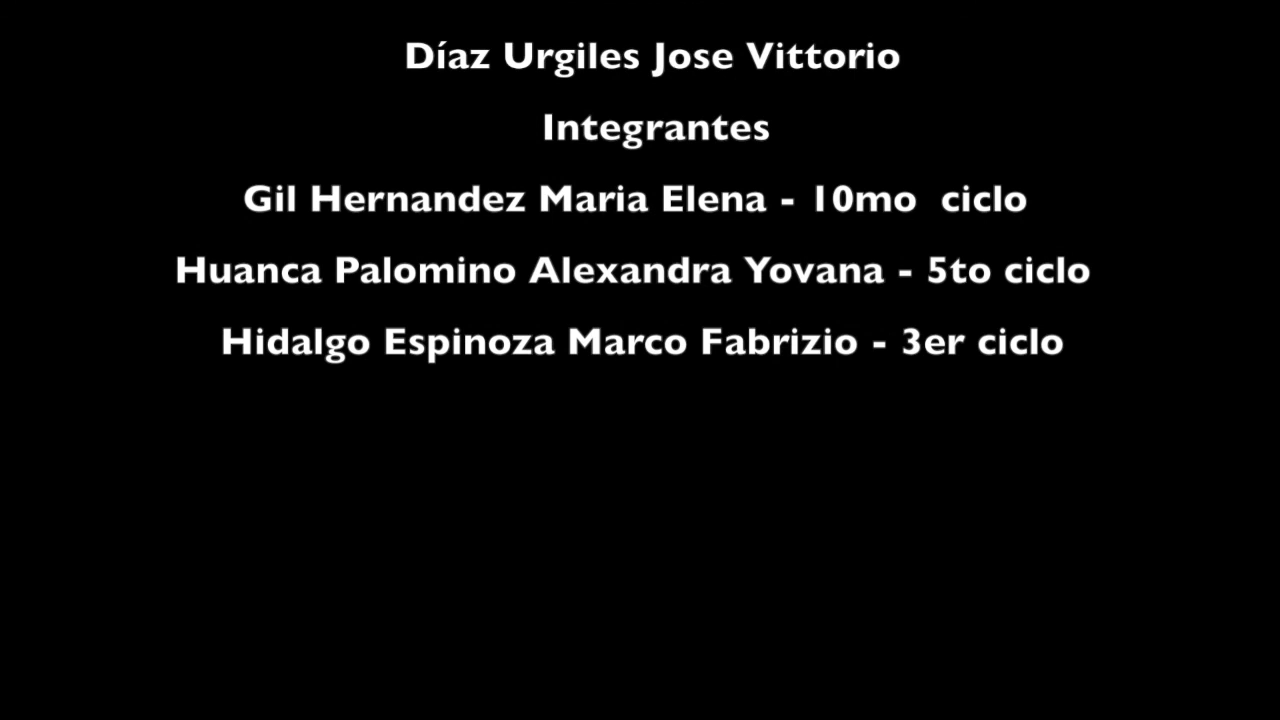 Díaz Urgiles Jose Vittorio
Integrantes
Gil Hernandez Maria Elena - 10mo  ciclo
Huanca Palomino Alexandra Yovana - 5to ciclo
Hidalgo Espinoza Marco Fabrizio - 3er ciclo